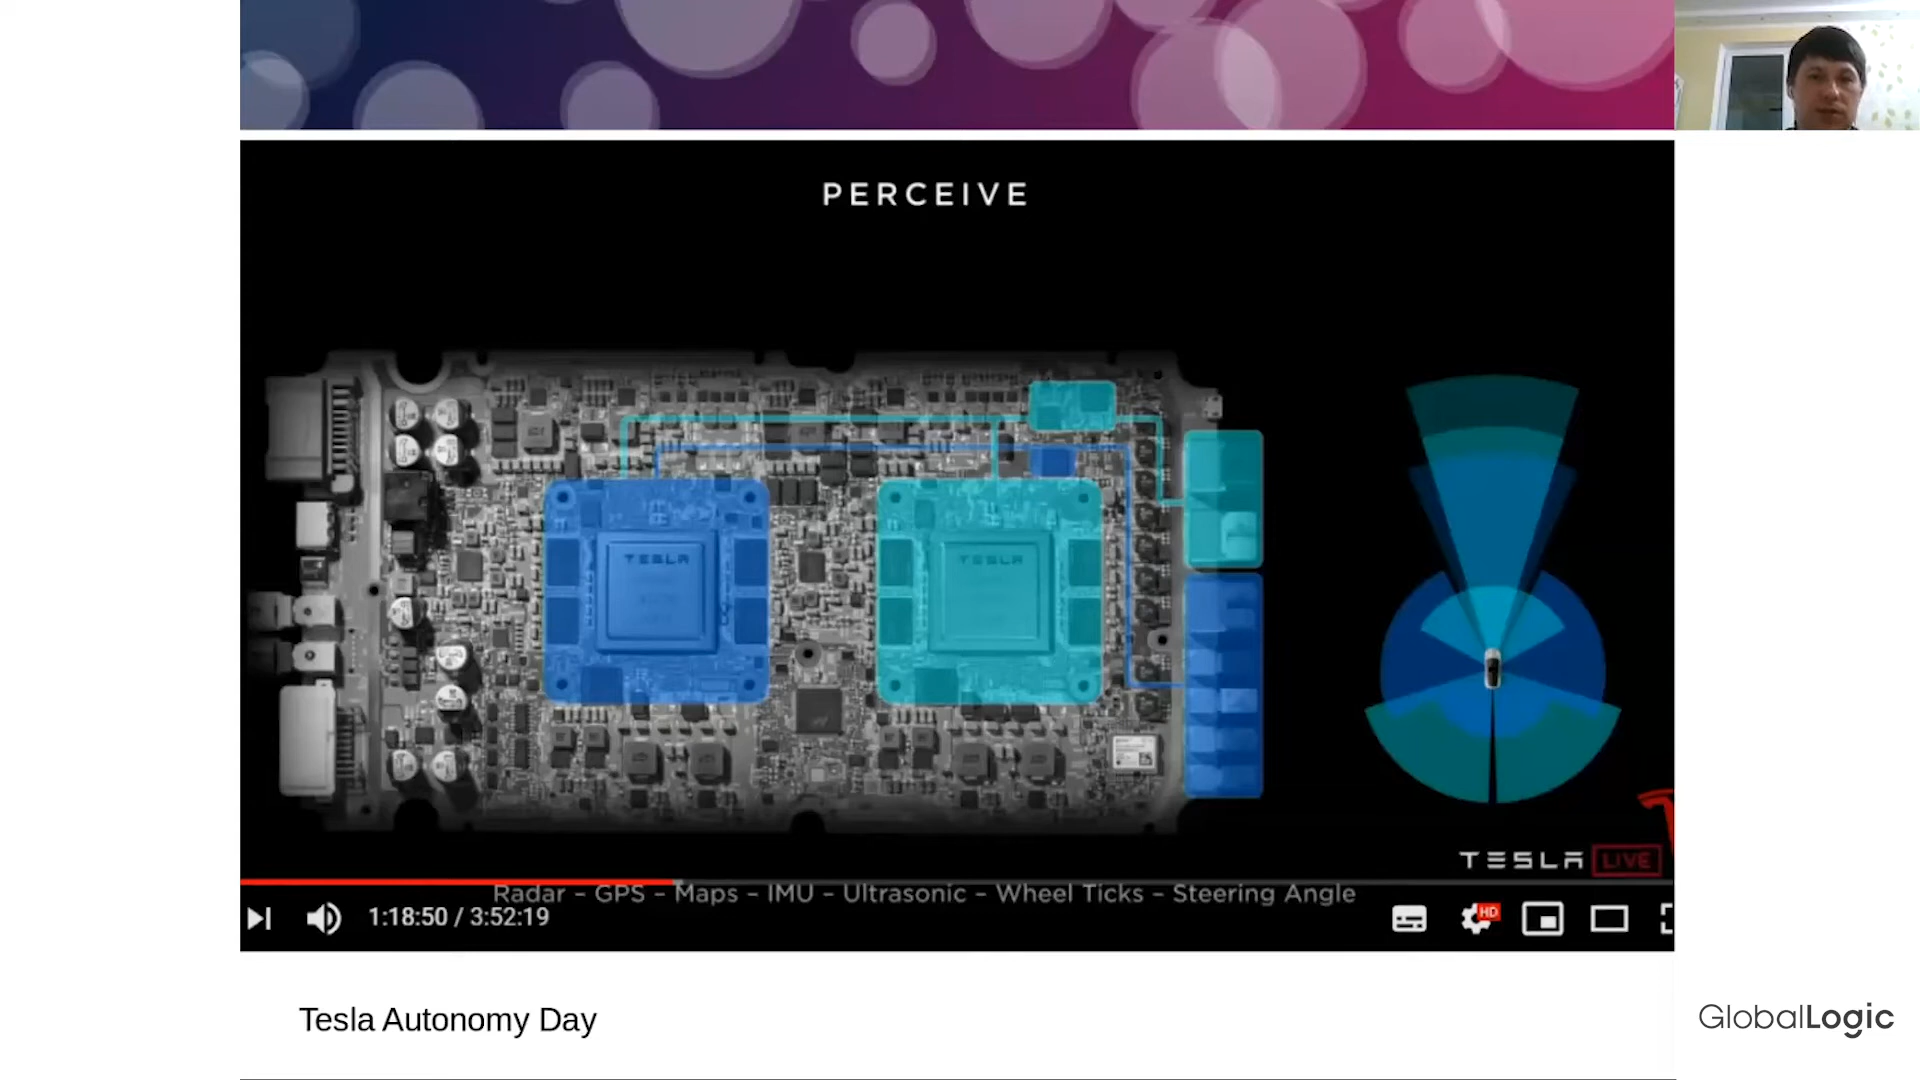 PERCEIVE
TESLA
TESLA
TESLA LIVE
Radar – GPS – Maps – IMU – Ultrasonic – Wheel Ticks – Steering Angle
1:18:50 / 3:52:19
HD
Tesla Autonomy Day
GlobalLogic